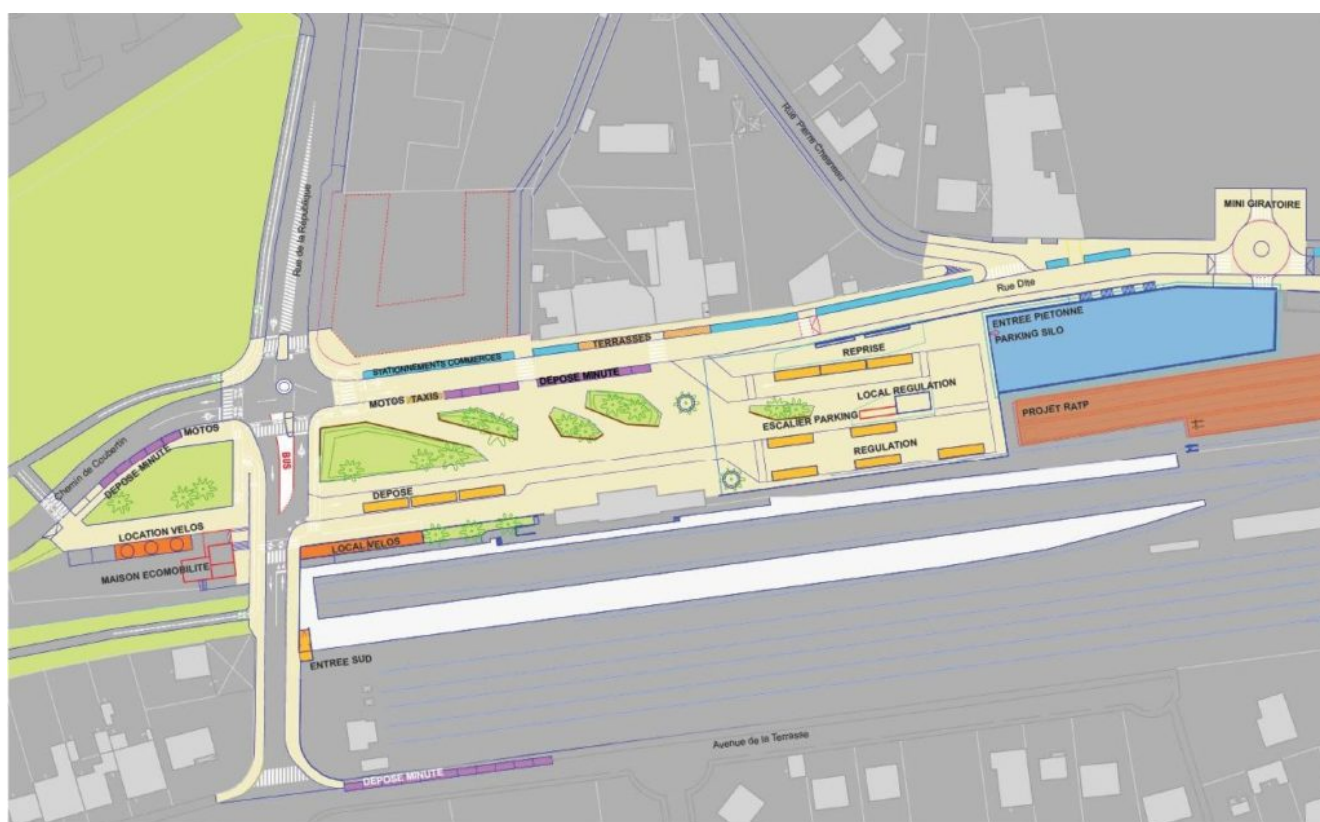 Rue Pierre Chesneau
MINI GIRATOIRE
Rue de la République
Rue Dité
ENTREE PIETONNE
PARKING SILO
TERRASSES
REPRISE
STATIONNEMENTS COMMERCES
DEPOSE MINUTE
LOCAL REGULATION
MOTOS TAXIS
PROJET RATP
ESCALIER PARKING
MOTOS
REGULATION
Chemin de Coubertin
DEPOSE MINUTE
BUS
DEPOSE
LOCATION VELOS
LOCAL VELOS
MAISON ECOMOBILITE
ENTREE SUD
Avenue de la Terrasse
DEPOSE MINUTE